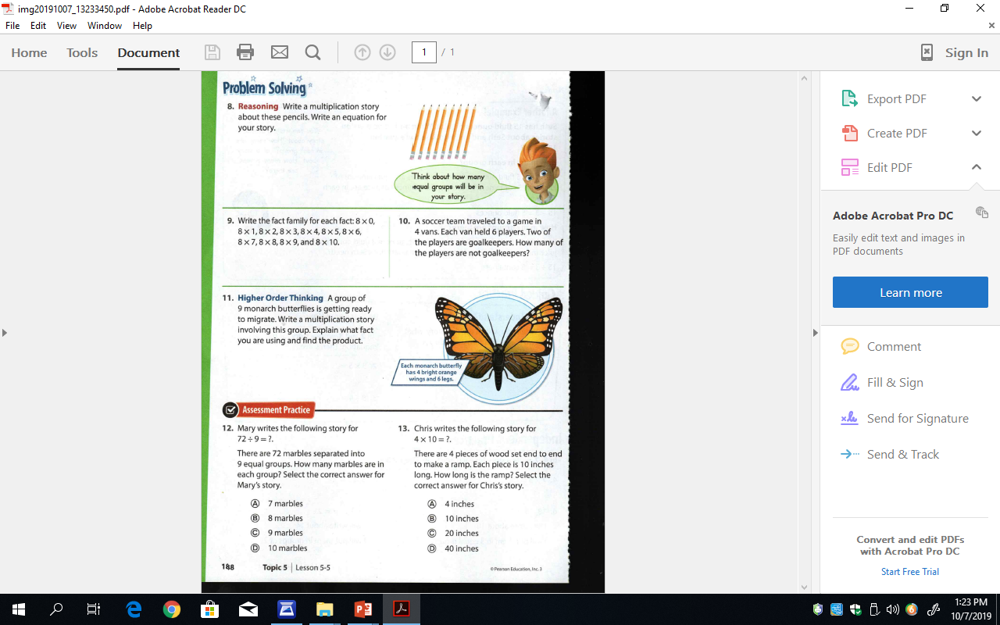 img20191007_13233450.pdf - Adobe Acrobat Reader DC
File Edit View Window Help
Home Tools Document 1 / 1 Sign In
Problem Solving
8. Reasoning Write a multiplication story
about these pencils. Write an equation for
your story.
Think about how many
equal groups will be in
your story.
9. Write the fact family for each fact: 8 × 0,
8 × 1, 8 × 2, 8 × 3, 8 × 4, 8 × 5, 8 × 6,
8 × 7, 8 × 8, 8 × 9, and 8 × 10.
10. A soccer team traveled to a game in
4 vans. Each van held 6 players. Two of
the players are goalkeepers. How many of
the players are not goalkeepers?
11. Higher Order Thinking A group of
9 monarch butterflies is getting ready
to migrate. Write a multiplication story
involving this group. Explain what fact
you are using and find the product.
Each monarch butterfly
has 4 bright orange
wings and 6 legs.
Assessment Practice
12. Mary writes the following story for
72 ÷ 9 = ?.
There are 72 marbles separated into
9 equal groups. How many marbles are in
each group? Select the correct answer for
Mary's story.
Ⓐ 7 marbles
Ⓑ 8 marbles
Ⓒ 9 marbles
Ⓓ 10 marbles
13. Chris writes the following story for
4 × 10 = ?.
There are 4 pieces of wood set end to end
to make a ramp. Each piece is 10 inches
long. How long is the ramp? Select the
correct answer for Chris's story.
Ⓐ 4 inches
Ⓑ 10 inches
Ⓒ 20 inches
Ⓓ 40 inches
188 Topic 5 | Lesson 5-5
© Pearson Education, Inc. 3
Export PDF
Create PDF
Edit PDF
Adobe Acrobat Pro DC
Easily edit text and images in
PDF documents
Learn more
Comment
Fill & Sign
Send for Signature
Send & Track
Convert and edit PDFs
with Acrobat Pro DC
Start Free Trial
1:23 PM
10/7/2019